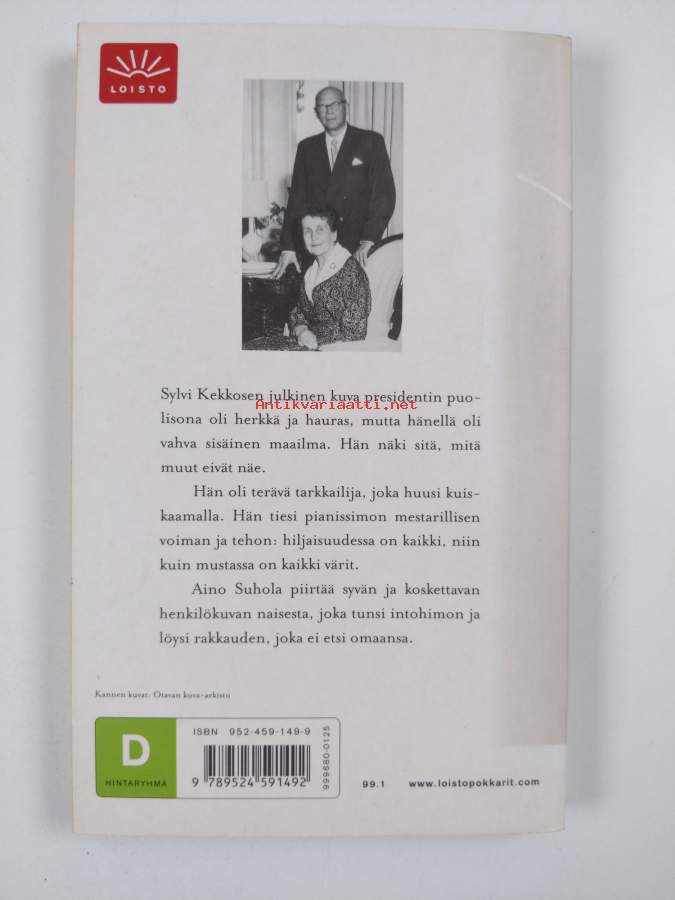 LOISTO
Sylvi Kekkosen julkinen kuva presidentin puo-
Antikvariaatti.net
lisona oli herkkä ja hauras, mutta hänellä oli
vahva sisäinen maailma. Hän näki sitä, mitä
muut eivät näe.
Hän oli terävä tarkkailija, joka huusi kuis-
kaamalla. Hän tiesi pianissimon mestarillisen
voiman ja tehon: hiljaisuudessa on kaikki, niin
kuin mustassa on kaikki värit.
Aino Suhola piirtää syvän ja koskettavan
henkilökuvan naisesta, joka tunsi intohimon ja
löysi rakkauden, joka ei etsi omaansa.
Kannen kuvat: Otavan kuva-arkisto
D
HINTARYHMÄ
ISBN 952-459-149-9
9 789524 591492
999680-0125
99.1 www.loistopokkarit.com